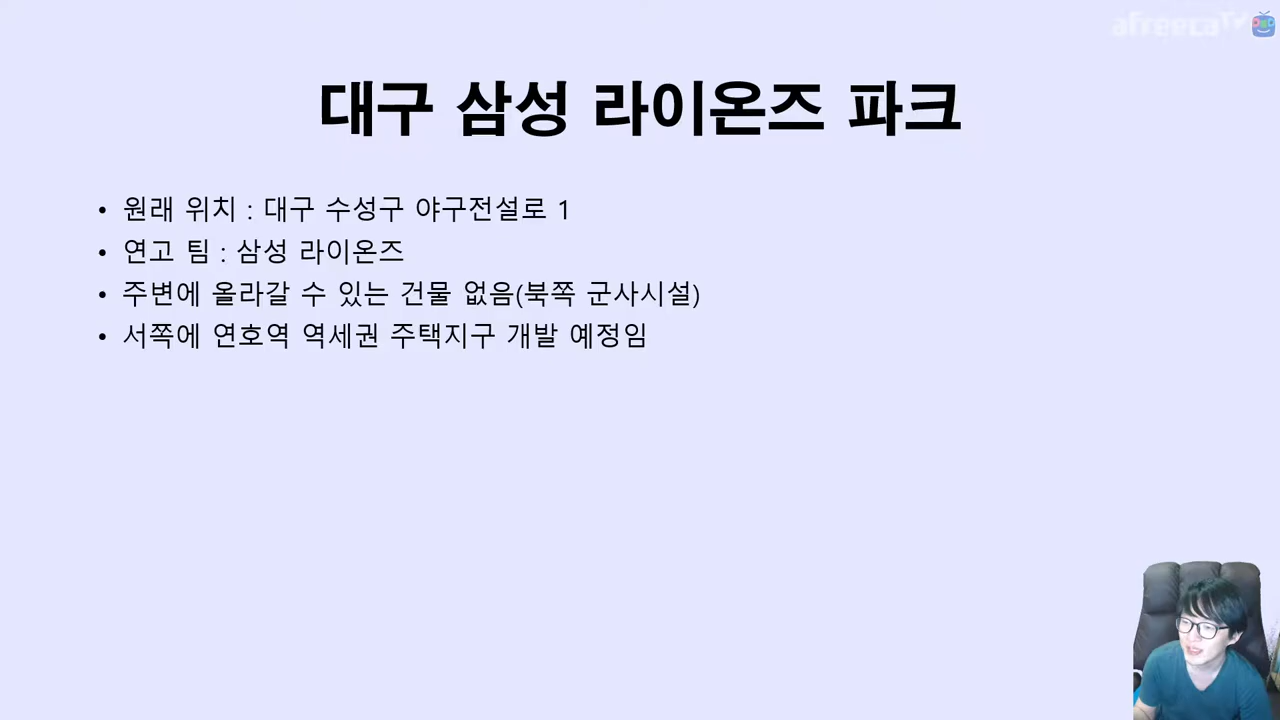 afreecaTV
대구 삼성 라이온즈 파크
• 원래 위치 : 대구 수성구 야구전설로 1
• 연고 팀 : 삼성 라이온즈
• 주변에 올라갈 수 있는 건물 없음(북쪽 군사시설)
• 서쪽에 연호역 역세권 주택지구 개발 예정임